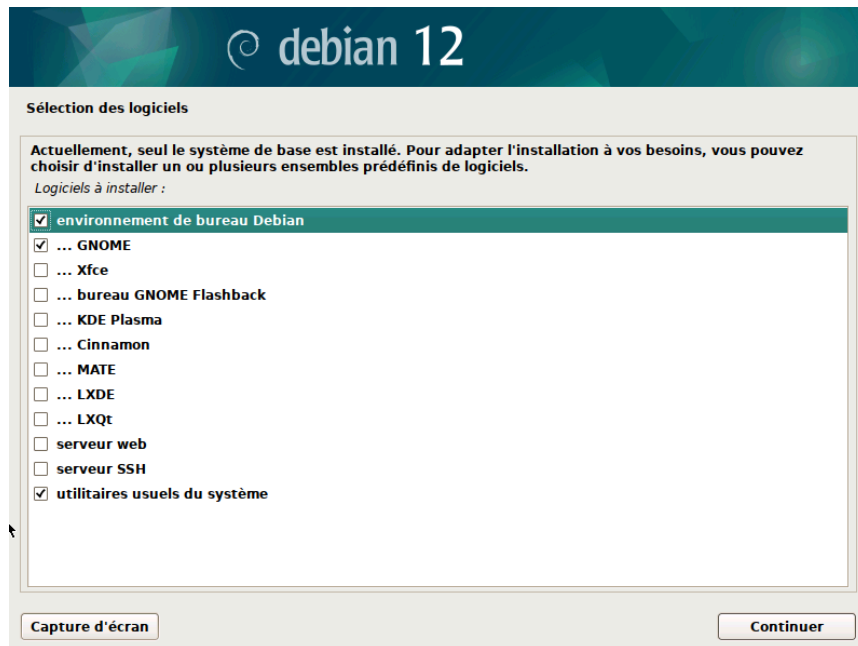 debian 12
Sélection des logiciels
Actuellement, seul le système de base est installé. Pour adapter l'installation à vos besoins, vous pouvez
choisir d'installer un ou plusieurs ensembles prédéfinis de logiciels.
Logiciels à installer :
environnement de bureau Debian
... GNOME
... Xfce
... bureau GNOME Flashback
... KDE Plasma
... Cinnamon
... MATE
... LXDE
... LXQt
serveur web
serveur SSH
utilitaires usuels du système
Capture d'écran
Continuer